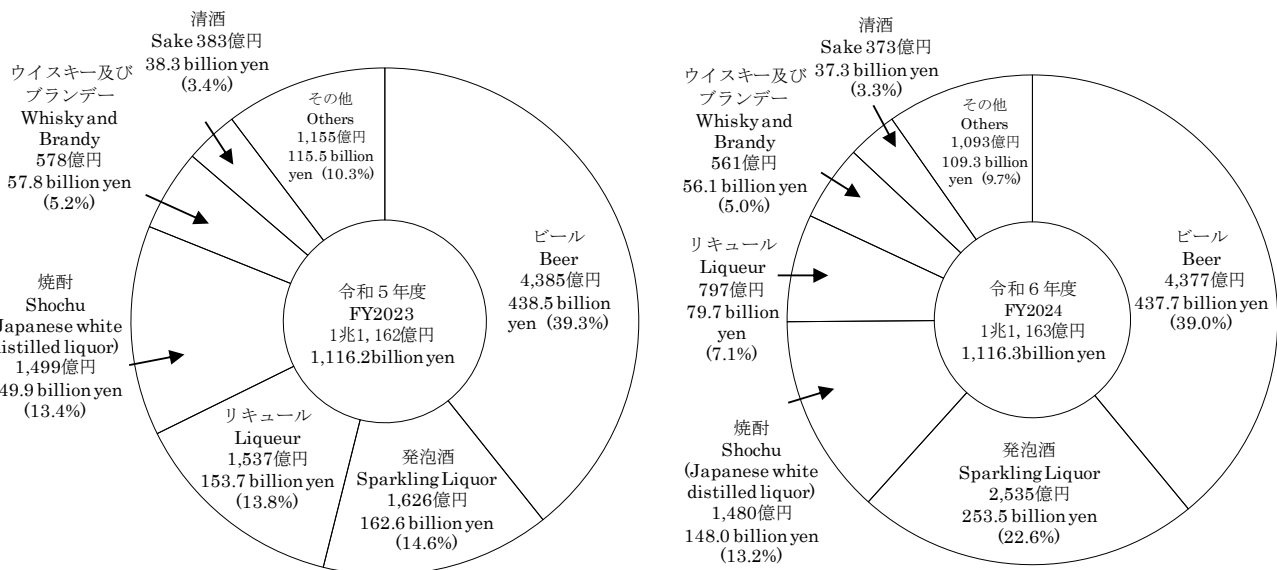 清酒
Sake 383億円
38.3 billion yen
(3.4%)
ウイスキー及び
ブランデー
Whisky and
Brandy
578億円
57.8 billion yen
(5.2%)
その他
Others
1,155億円
115.5 billion
yen (10.3%)
ビール
Beer
4,385億円
438.5 billion
yen (39.3%)
令和５年度
FY2023
1兆1, 162億円
1,116.2billion yen
焼酎
Shochu
Japanese white
distilled liquor)
1,499億円
49.9 billion yen
(13.4%)
リキュール
Liqueur
1,537億円
153.7 billion yen
(13.8%)
発泡酒
Sparkling Liquor
1,626億円
162.6 billion yen
(14.6%)
清酒
Sake 373億円
37.3 billion yen
(3.3%)
ウイスキー及び
ブランデー
Whisky and
Brandy
561億円
56.1 billion yen
(5.0%)
その他
Others
1,093億円
109.3 billion
yen (9.7%)
ビール
Beer
4,377億円
437.7 billion yen
(39.0%)
リキュール
Liqueur
797億円
79.7 billion
yen
(7.1%)
令和６年度
FY2024
1兆1, 163億円
1,116.3billion yen
焼酎
Shochu
(Japanese white
distilled liquor)
1,480億円
148.0 billion yen
(13.2%)
発泡酒
Sparkling Liquor
2,535億円
253.5 billion yen
(22.6%)